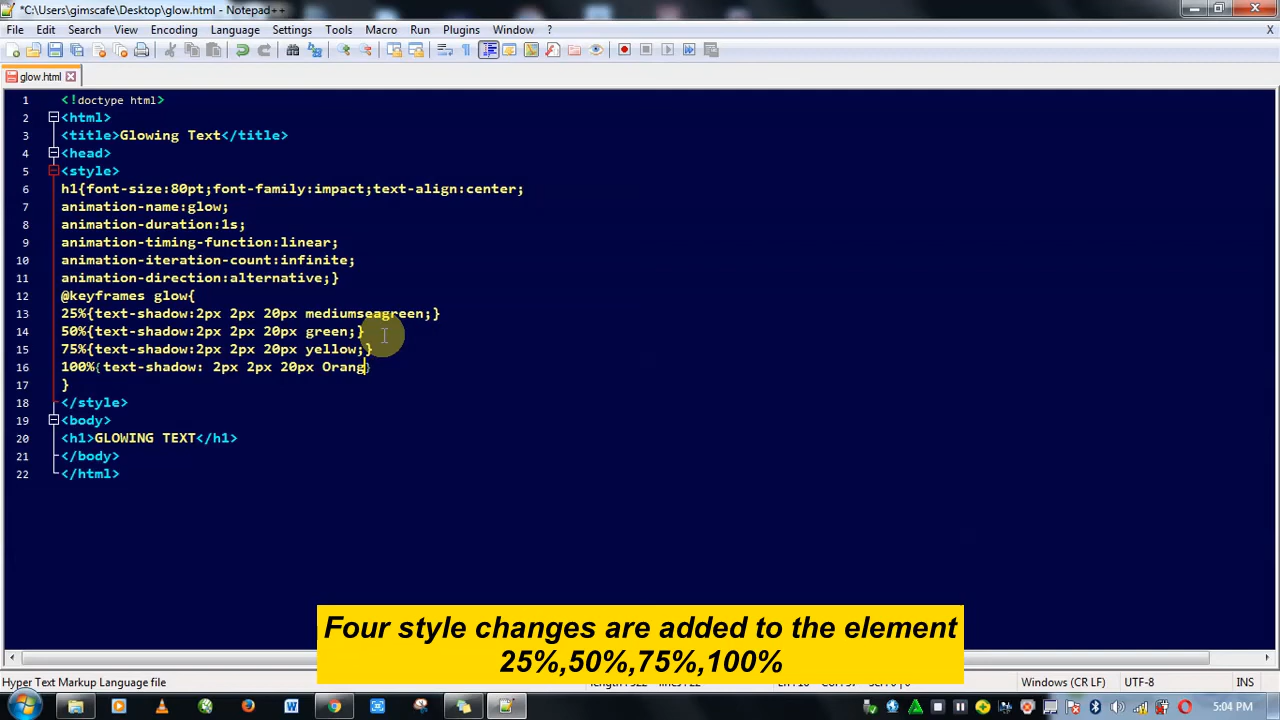 *C:\Users\gimscafe\Desktop\glow.html - Notepad++
File Edit Search View Encoding Language Settings Tools Macro Run Plugins Window ? X
glow.html
1 <!doctype html>
2 <html>
3 <title>Glowing Text</title>
4 <head>
5 <style>
6 h1{font-size:80pt;font-family:impact;text-align:center;
7 animation-name:glow;
8 animation-duration:1s;
9 animation-timing-function:linear;
10 animation-iteration-count:infinite;
11 animation-direction:alternative;}
12 @keyframes glow{
13 25%{text-shadow:2px 2px 20px mediumseagreen;}
14 50%{text-shadow:2px 2px 20px green;}
15 75%{text-shadow:2px 2px 20px yellow;}
16 100%{text-shadow: 2px 2px 20px Orang}
17 }
18 </style>
19 <body>
20 <h1>GLOWING TEXT</h1>
21 </body>
22 </html>
Four style changes are added to the element
25%,50%,75%,100%
Hyper Text Markup Language file Windows (CR LF) UTF-8 INS
5:04 PM